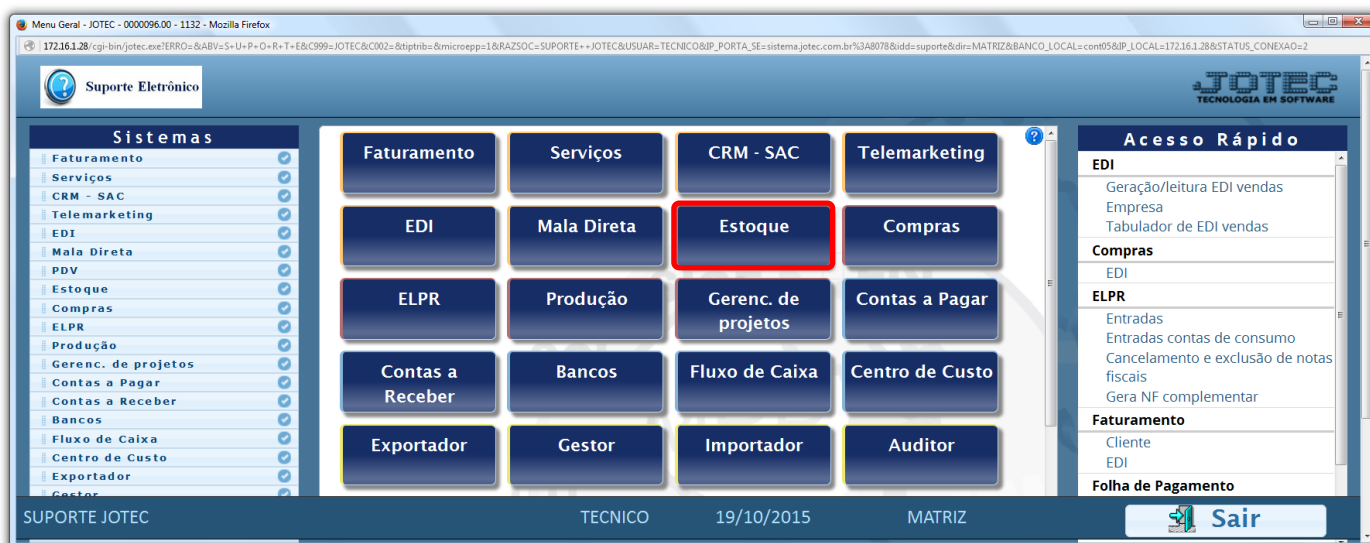 Menu Geral - JOTEC - 0000096.00 - 1132 - Mozilla Firefox
172.16.1.28/cgi-bin/jotec.exe?ERRO=&ABV=S+U+P+O+R+T+E&C999=JOTEC&C002=&tiptrib=&microepp=1&RAZSOC=SUPORTE++JOTEC&USUAR=TECNICO&IP_PORTA_SE=sistema.jotec.com.br%3A8078&idd=suporte&dir=MATRIZ&BANCO_LOCAL=cont05&IP_LOCAL=172.16.1.28&STATUS_CONEXAO=2
Suporte Eletrônico
JOTEC
TECNOLOGIA EM SOFTWARE
Sistemas
Faturamento
Serviços
CRM - SAC
Telemarketing
EDI
Mala Direta
PDV
Estoque
Compras
ELPR
Produção
Gerenc. de projetos
Contas a Pagar
Contas a Receber
Bancos
Fluxo de Caixa
Centro de Custo
Exportador
Gestor
Faturamento
Serviços
CRM - SAC
Telemarketing
EDI
Mala Direta
Estoque
Compras
ELPR
Produção
Gerenc. de
projetos
Contas a Pagar
Contas a
Receber
Bancos
Fluxo de Caixa
Centro de Custo
Exportador
Gestor
Importador
Auditor
Acesso Rápido
EDI
Geração/leitura EDI vendas
Empresa
Tabulador de EDI vendas
Compras
EDI
ELPR
Entradas
Entradas contas de consumo
Cancelamento e exclusão de notas
fiscais
Gera NF complementar
Faturamento
Cliente
EDI
Folha de Pagamento
SUPORTE JOTEC
TECNICO
19/10/2015
MATRIZ
Sair